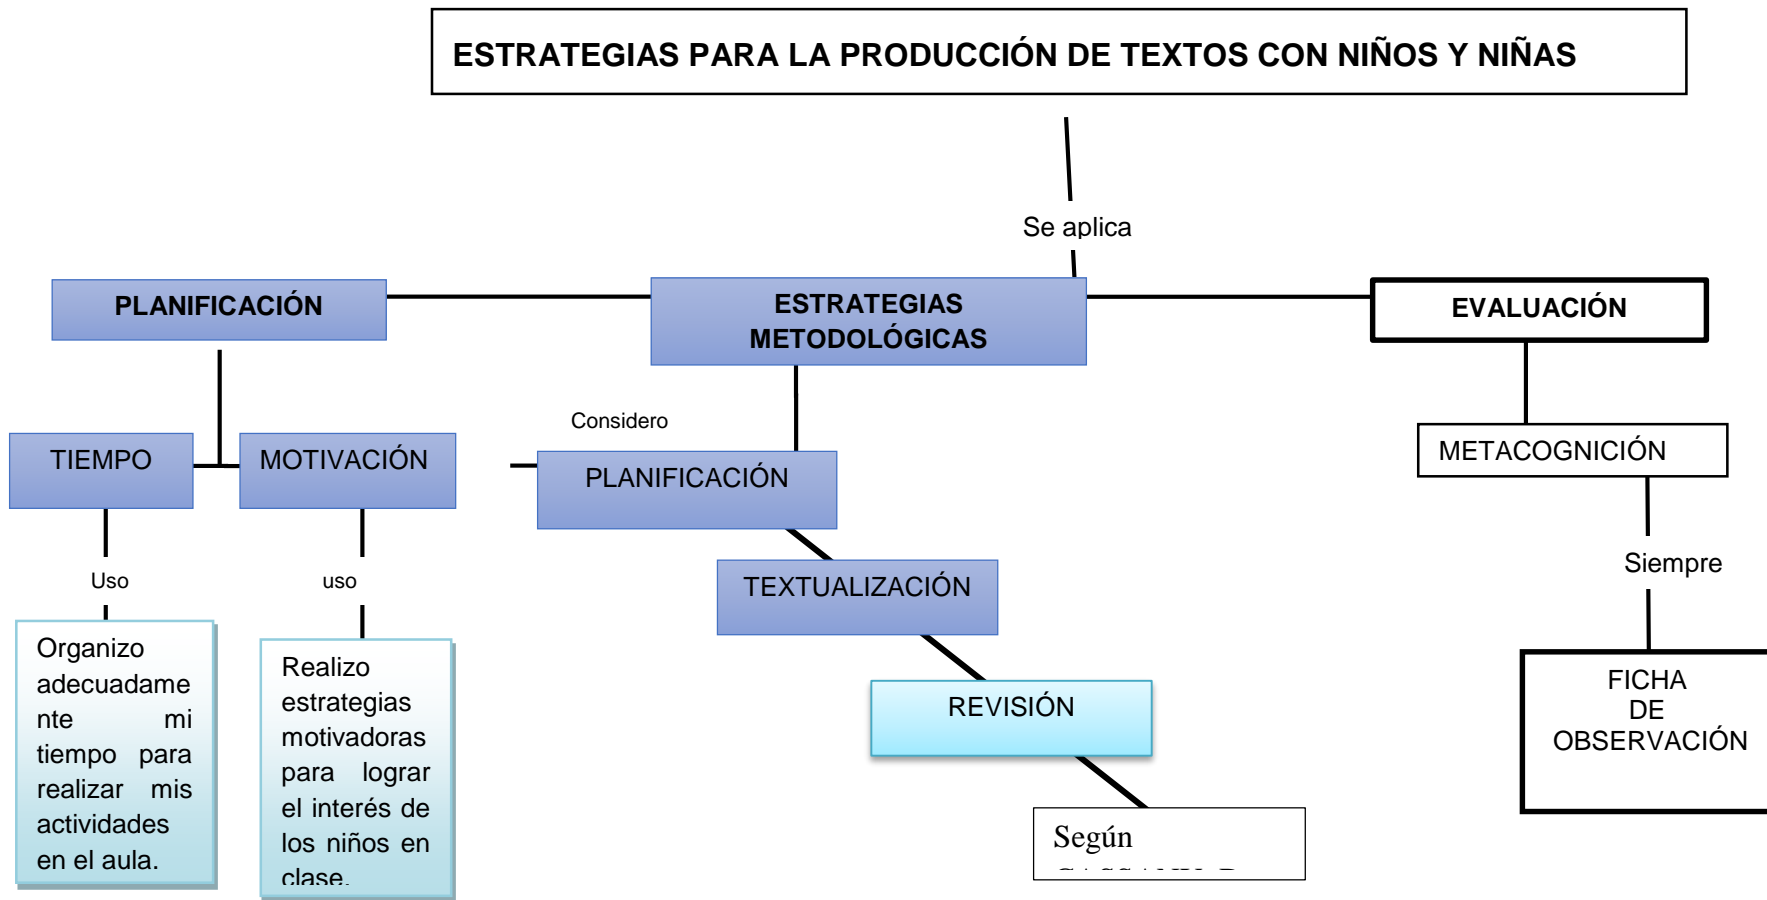 ESTRATEGIAS PARA LA PRODUCCIÓN DE TEXTOS CON NIÑOS Y NIÑAS
Se aplica
PLANIFICACIÓN
ESTRATEGIAS
METODOLÓGICAS
EVALUACIÓN
TIEMPO
MOTIVACIÓN
Considero
PLANIFICACIÓN
METACOGNICIÓN
Uso
uso
TEXTUALIZACIÓN
Siempre
Organizo
adecuadame
nte mi
tiempo para
realizar mis
actividades
en el aula.
Realizo
estrategias
motivadoras
para lograr
el interés de
los niños en
clase.
REVISIÓN
FICHA
DE
OBSERVACIÓN
Según